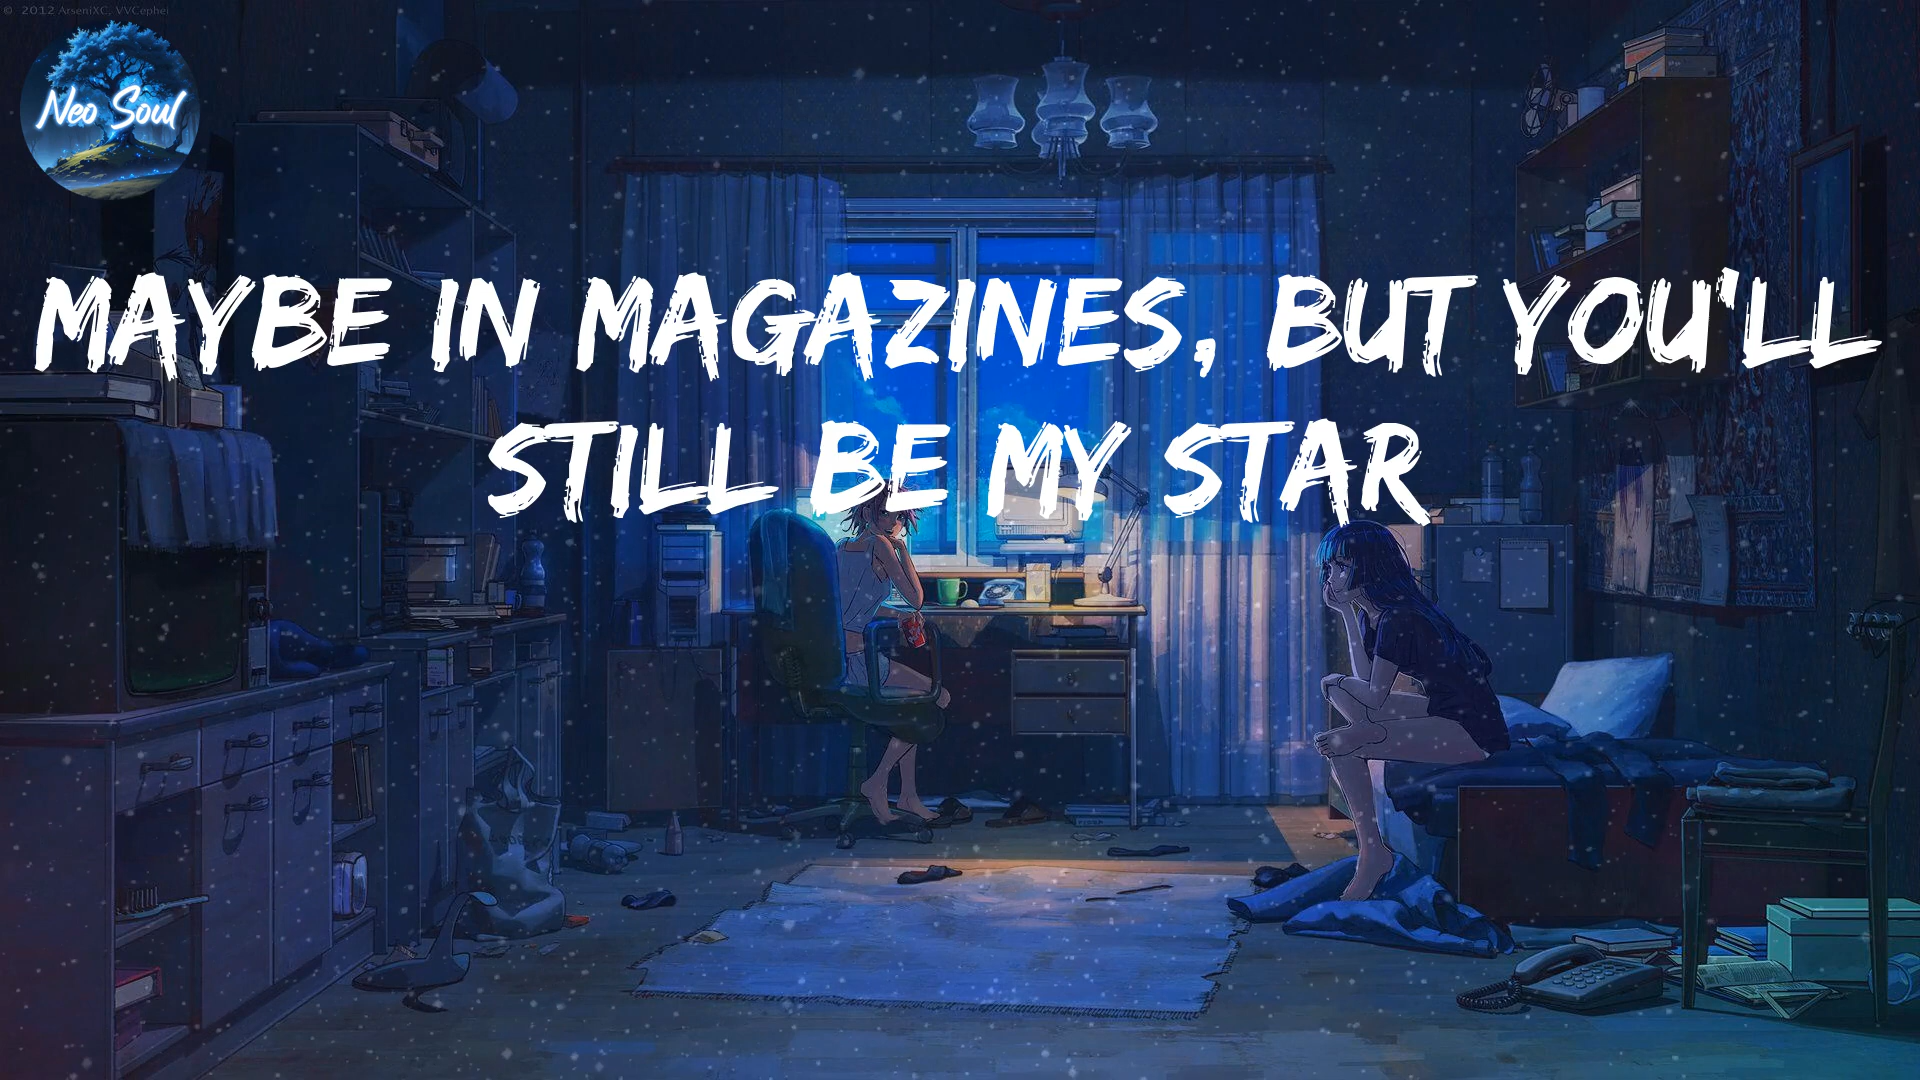 © 2012 ArseniXC, VVCephei
Neo Soul
MAYBE IN MAGAZINES, BUT YOU'LL
STILL BE MY STAR